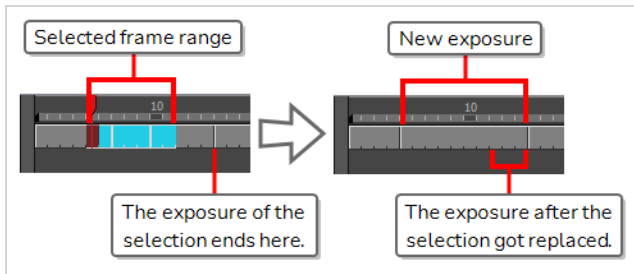 Selected frame range
New exposure
10
10
The exposure of the
selection ends here.
The exposure after the
selection got replaced.